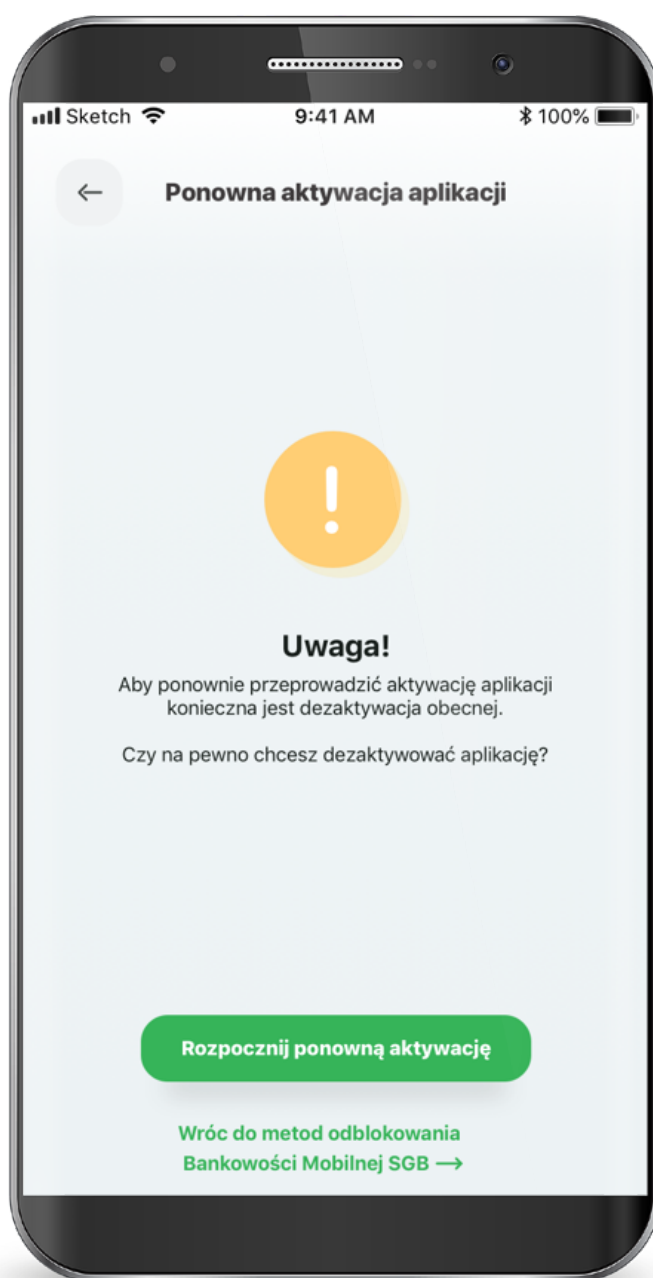 Sketch 9:41 AM 100%
Ponowna aktywacja aplikacji
!
Uwaga!
Aby ponownie przeprowadzić aktywację aplikacji
konieczna jest dezaktywacja obecnej.
Czy na pewno chcesz dezaktywować aplikację?
Rozpocznij ponowną aktywację
Wróc do metod odblokowania
Bankowości Mobilnej SGB →